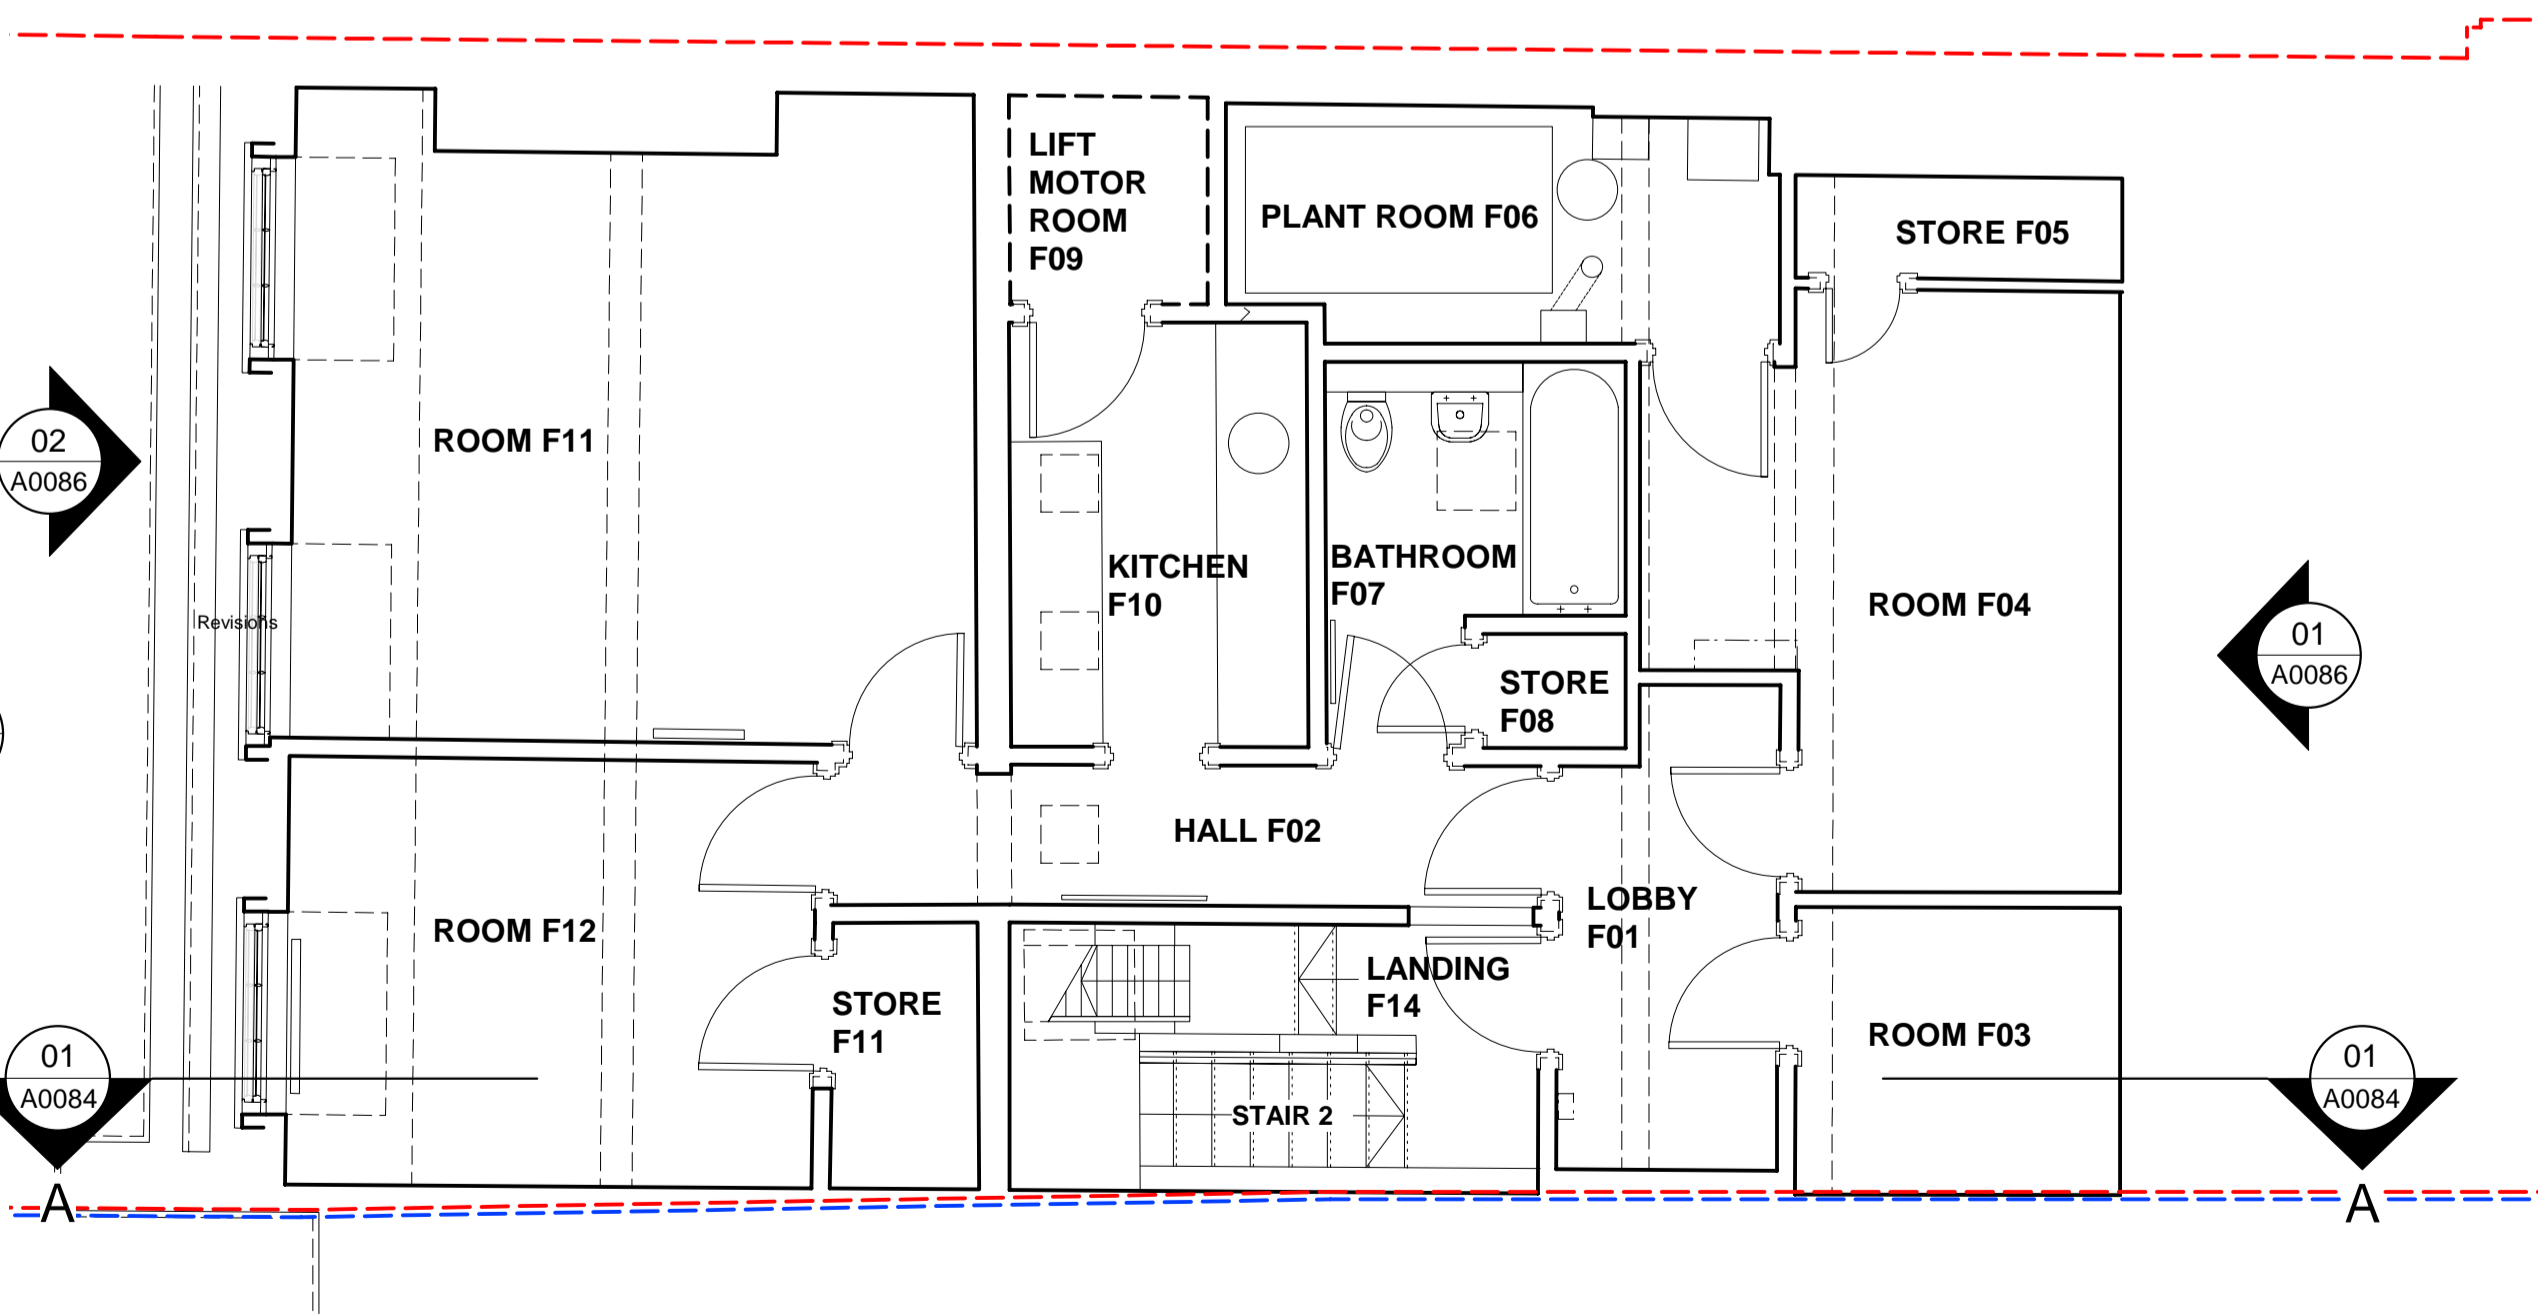 LIFT
MOTOR
ROOM
F09
PLANT ROOM F06
STORE F05
02
A0086
ROOM F11
KITCHEN
F10
BATHROOM
F07
ROOM F04
01
A0086
Revisions
STORE
F08
HALL F02
LOBBY
F01
ROOM F12
LANDING
F14
STORE
F11
ROOM F03
01
A0084
STAIR 2
01
A0084
A
A